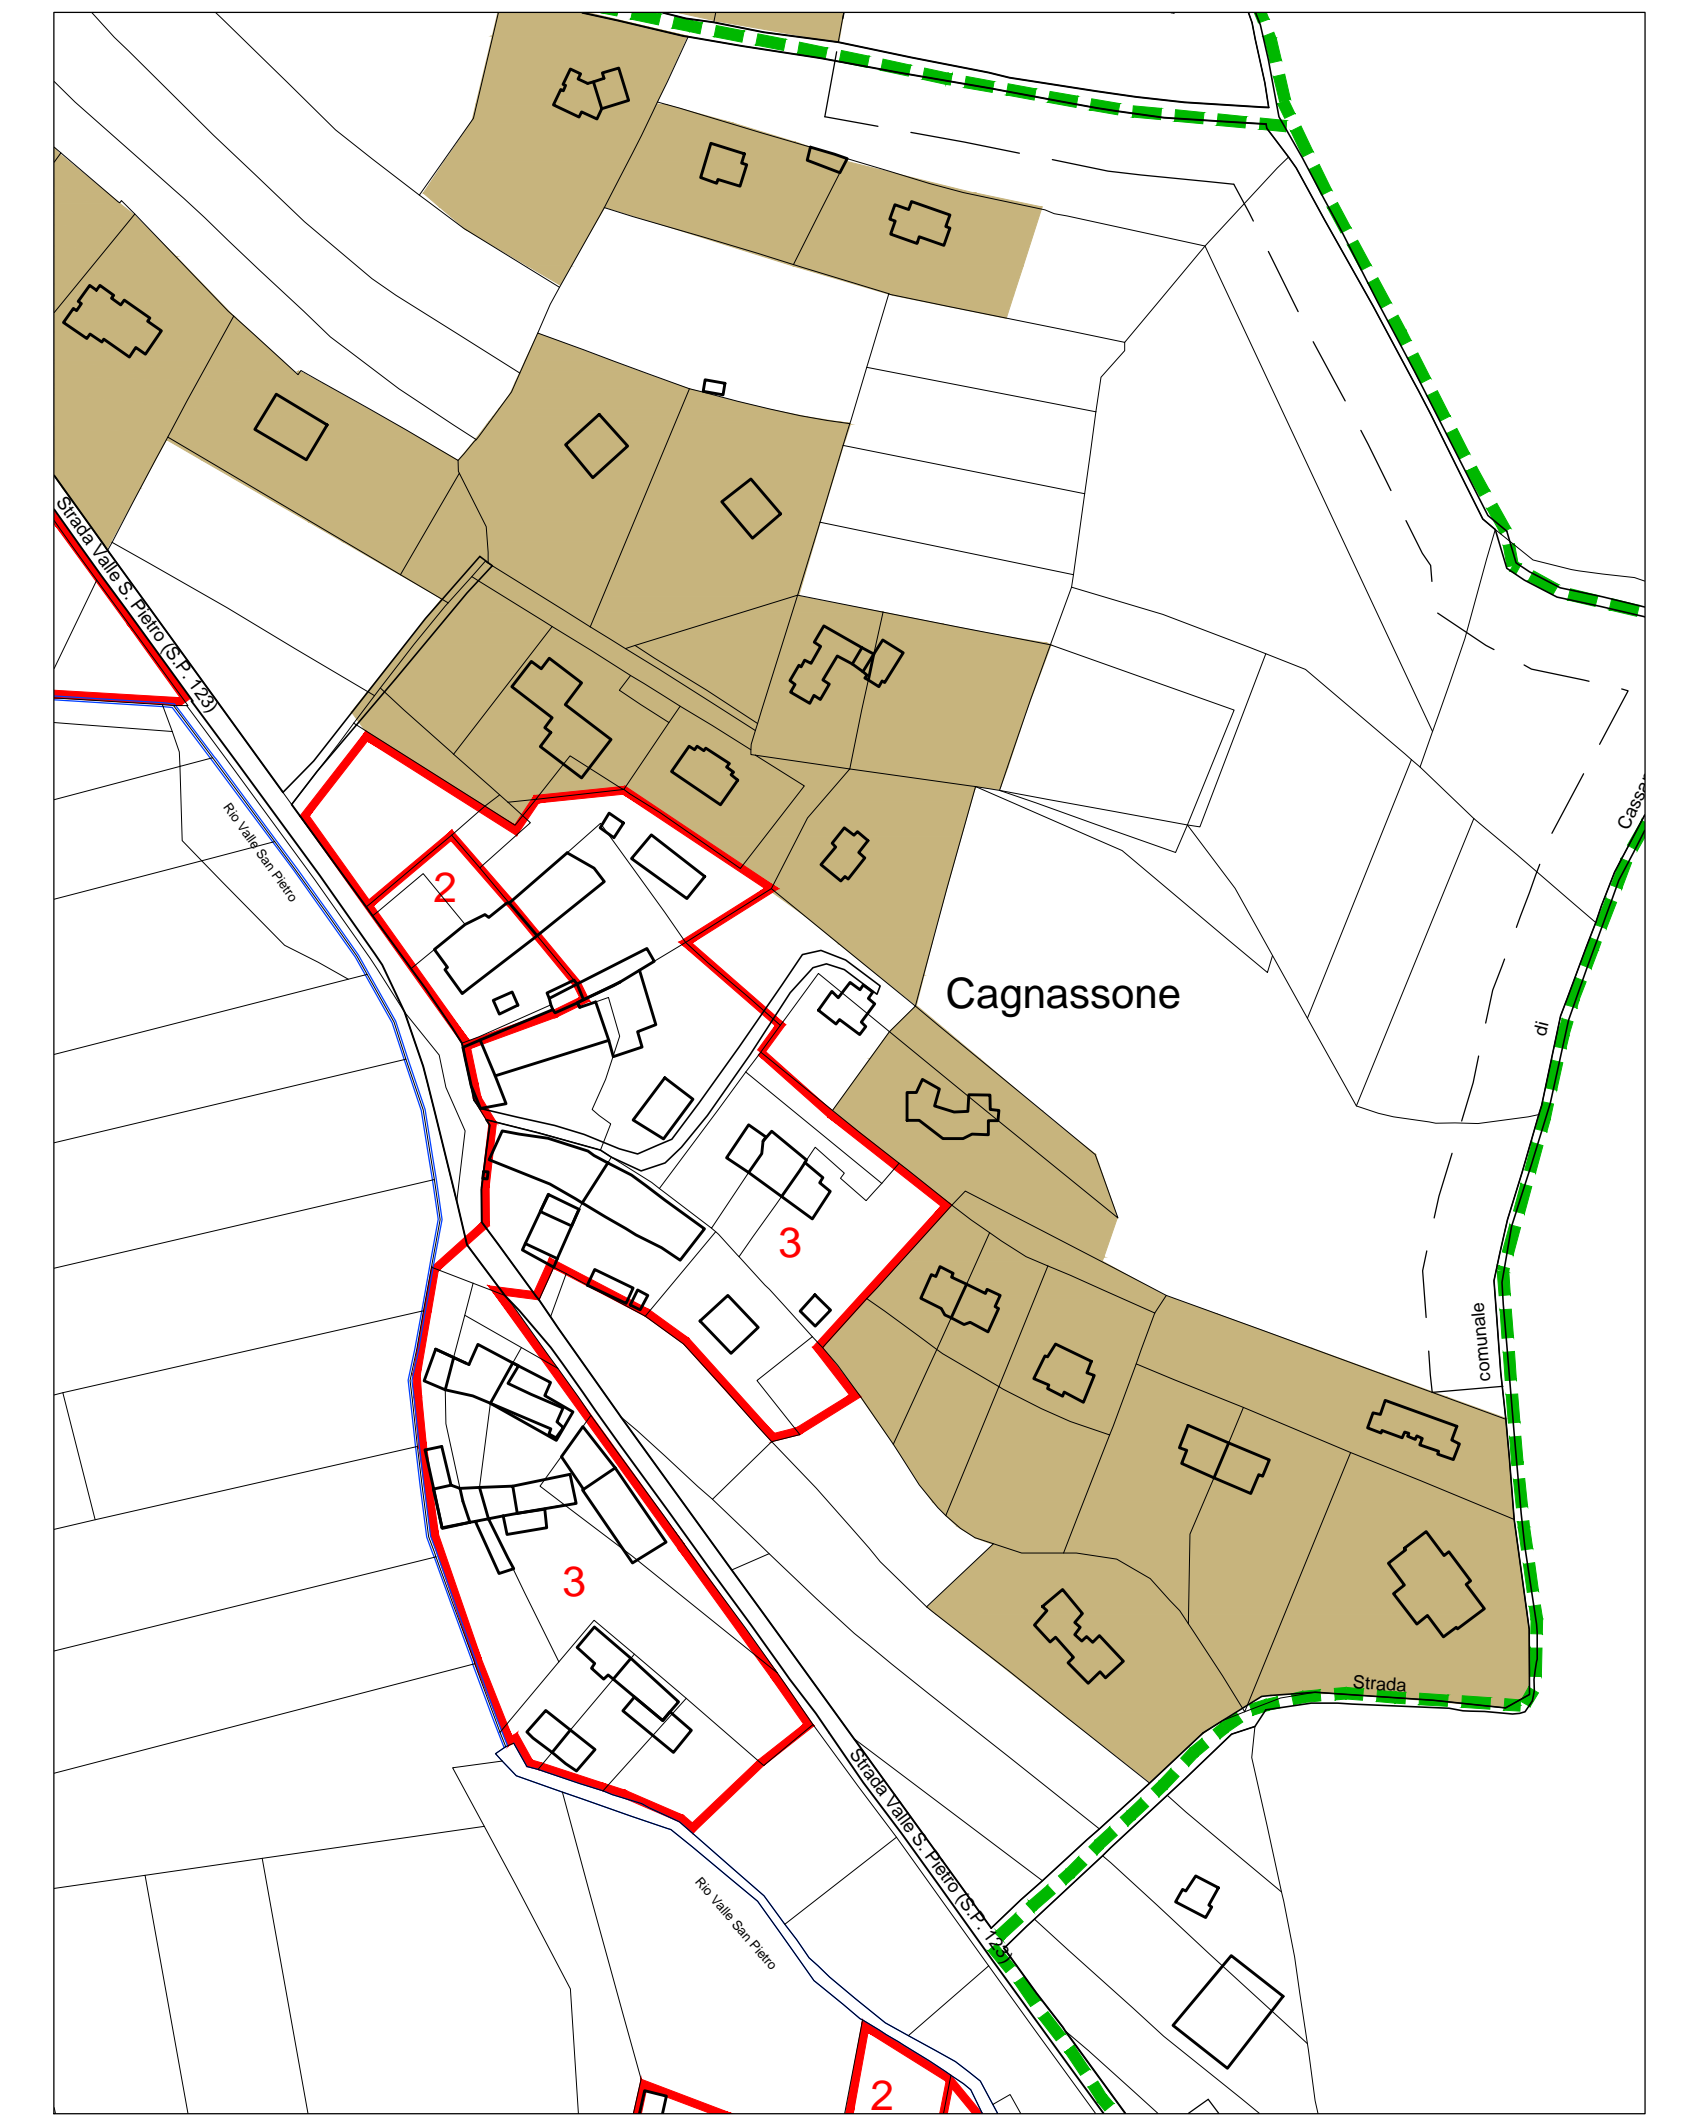 Strada Valle S. Pietro (S.P. 123)
Cassar
Rio Valle San Pietro
2
Cagnassone
di
3
comunale
3
Strada
Strada Valle S. Pietro (S.P. 123)
Rio Valle San Pietro
2